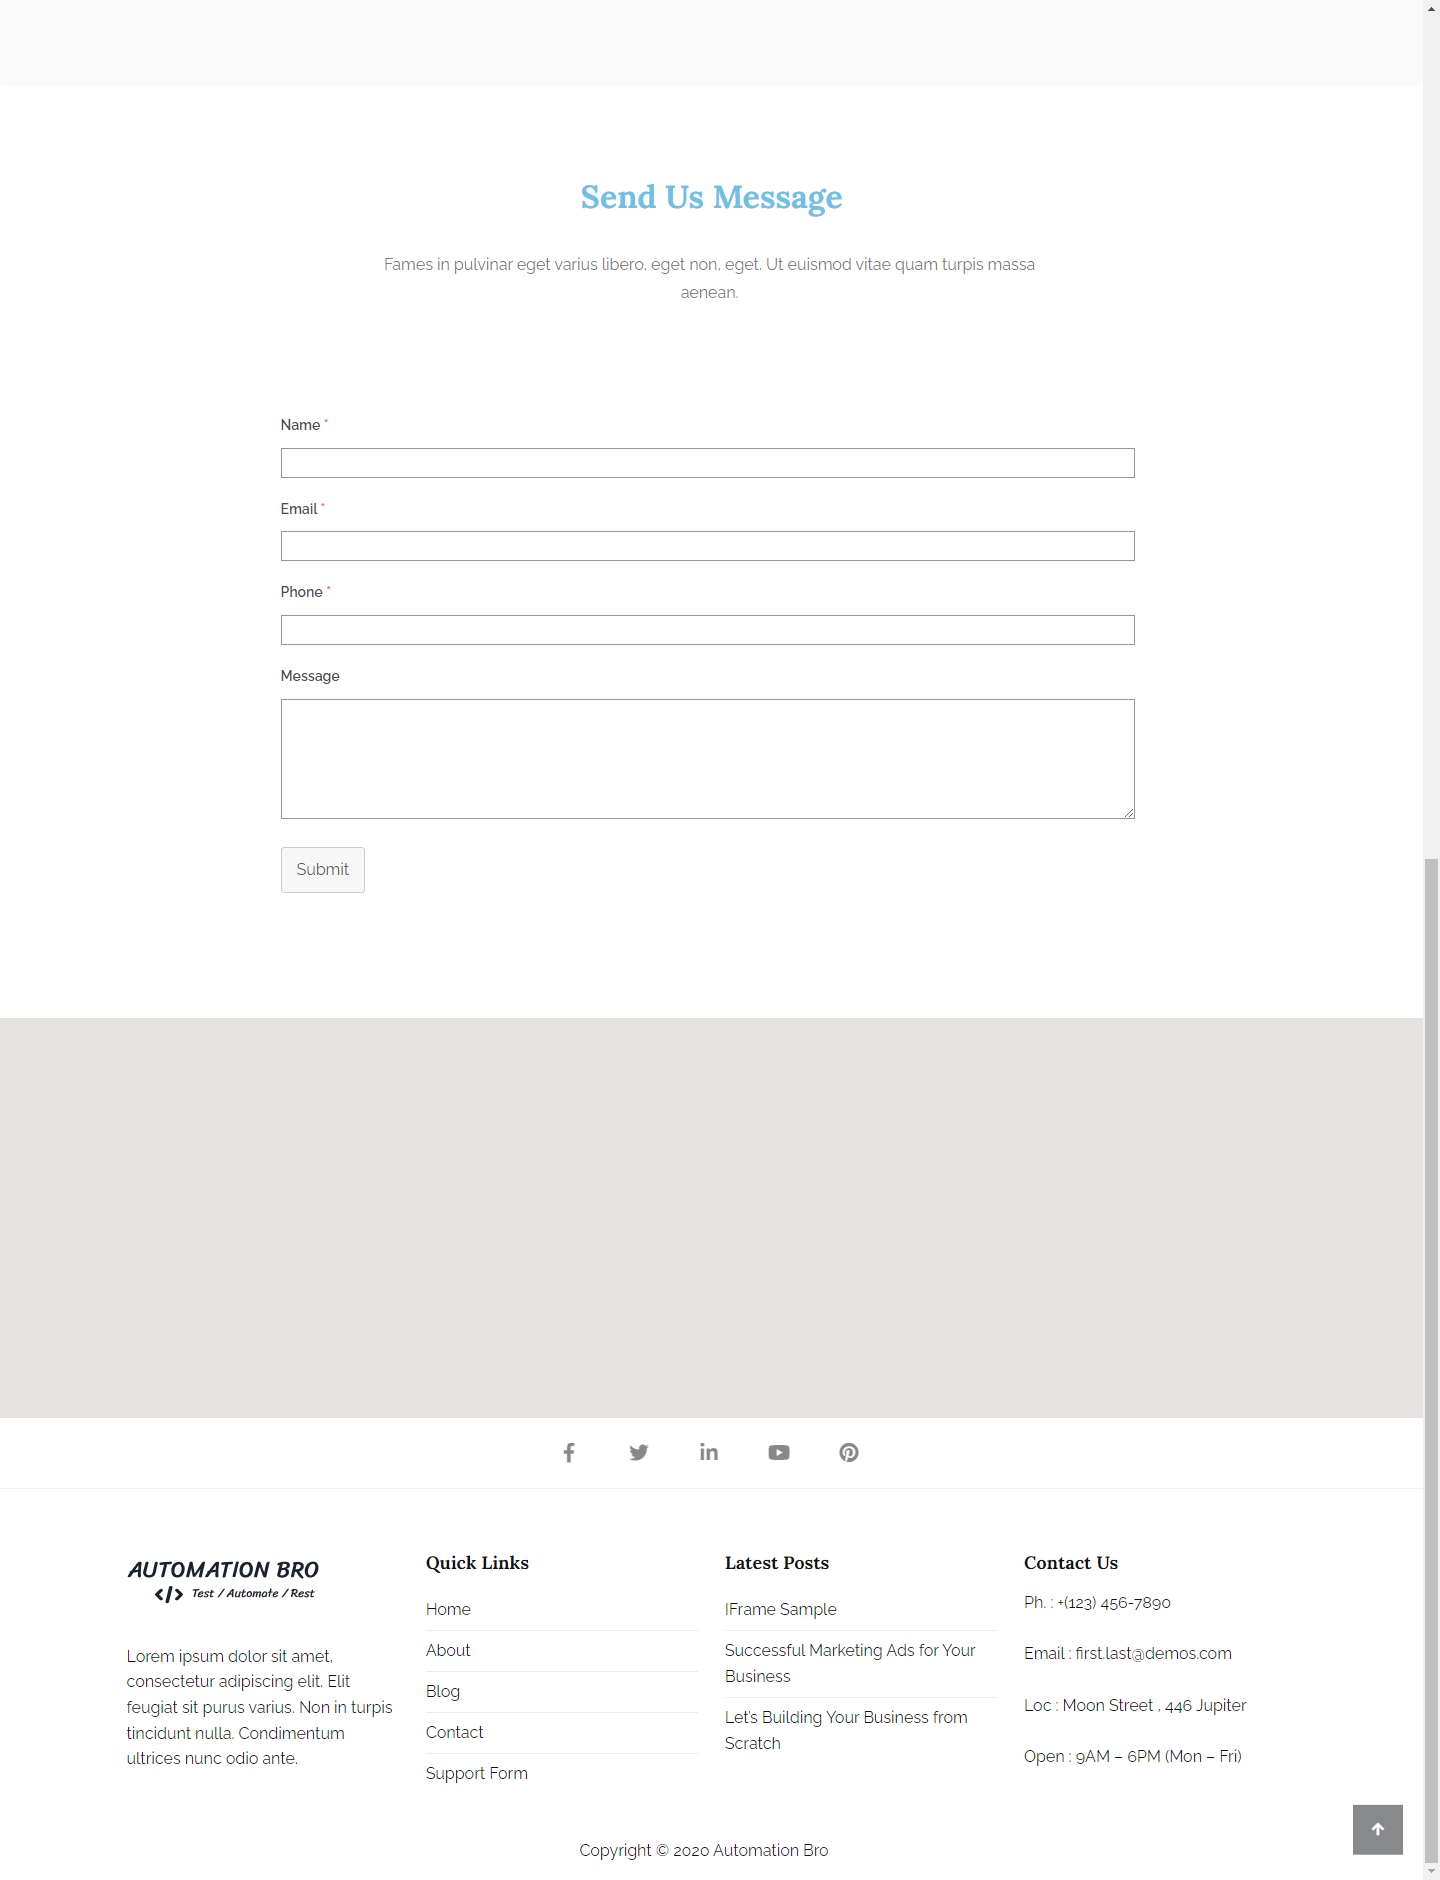 Send Us Message
Fames in pulvinar eget varius libero, eget non, eget. Ut euismod vitae quam turpis massa
aenean.
Name *
Email *
Phone *
Message
Submit
AUTOMATION BRO
</> Test / Automate / Rest
Lorem ipsum dolor sit amet,
consectetur adipiscing elit. Elit
feugiat sit purus varius. Non in turpis
tincidunt nulla. Condimentum
ultrices nunc odio ante.
Quick Links
Home
About
Blog
Contact
Support Form
Latest Posts
IFrame Sample
Successful Marketing Ads for Your
Business
Let's Building Your Business from
Scratch
Contact Us
Ph. : +(123) 456-7890
Email : first.last@demos.com
Loc : Moon Street , 446 Jupiter
Open : 9AM – 6PM (Mon – Fri)
Copyright © 2020 Automation Bro